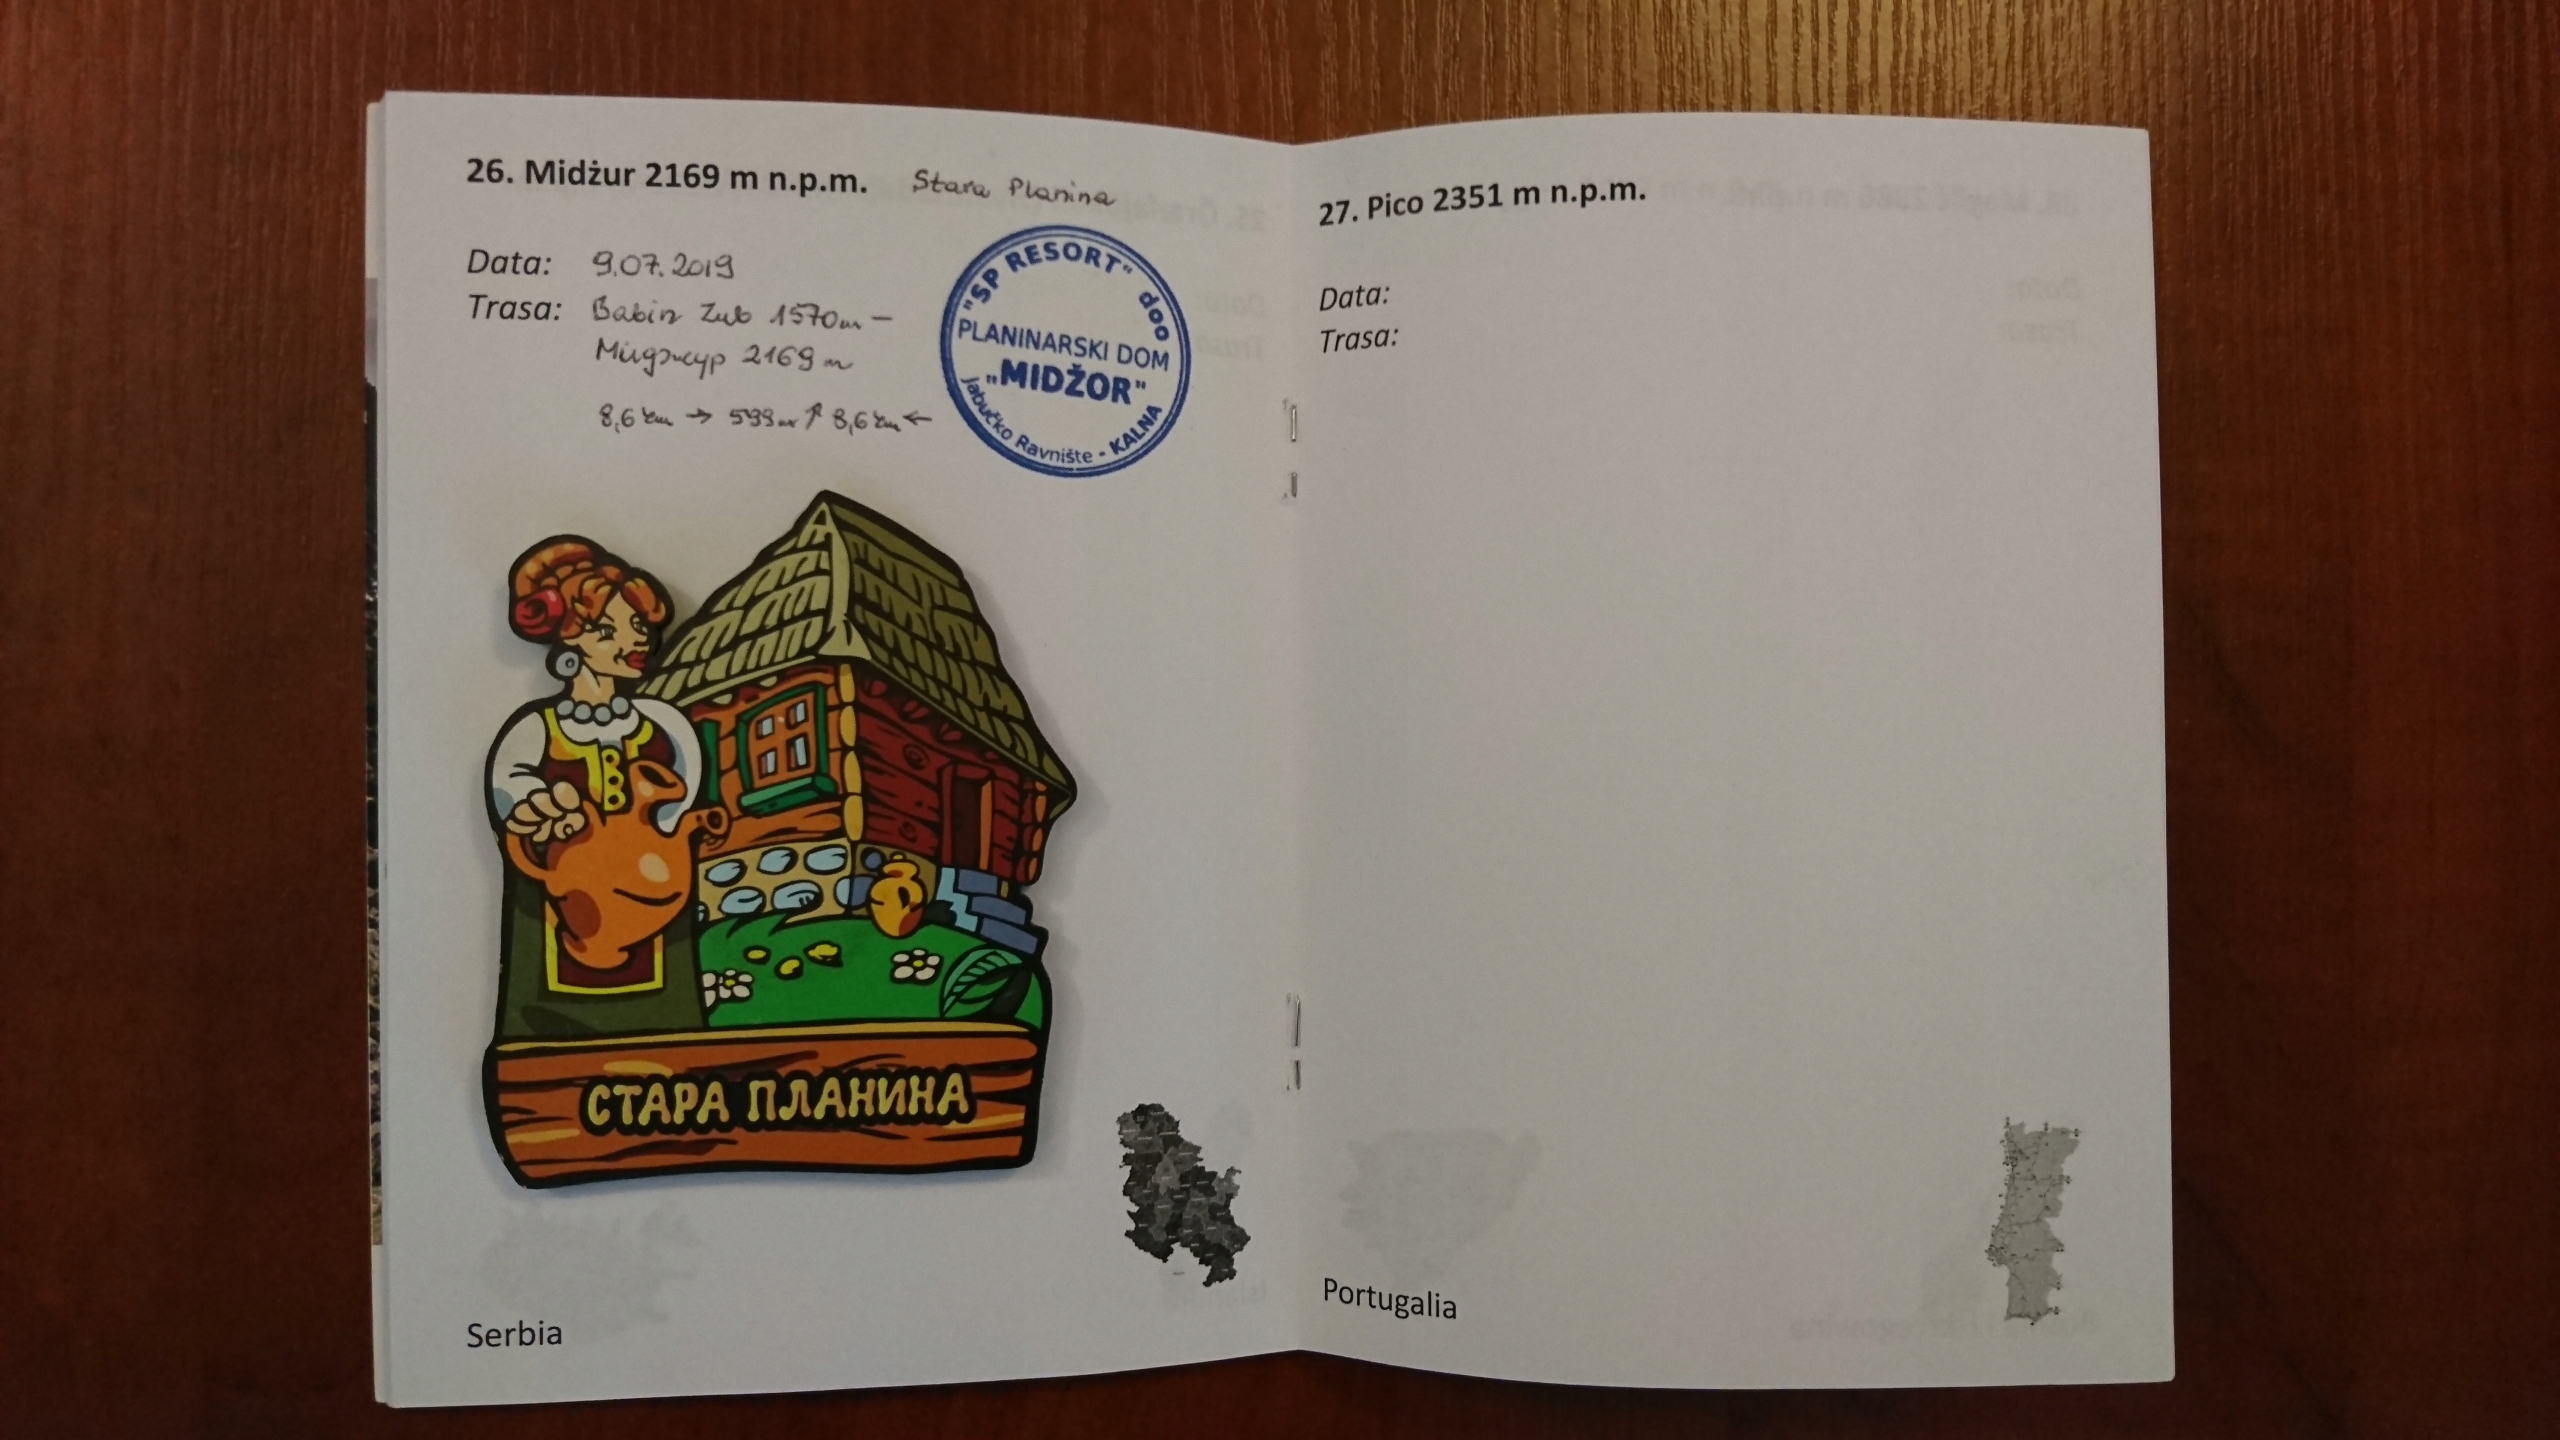 26. Midżur 2169 m n.p.m. Stara Planina
Data: 9.07.2019
Trasa: Babin Zub 1570m –
Миджур 2169 m
8,6 km → 599m ↑ 8,6 km ←
"SP RESORT" doo
PLANINARSKI DOM
„MIDŽOR"
Jabučko Ravnište - KALNA
СТАРА ПЛАНИНА
Serbia
27. Pico 2351 m n.p.m.
Data:
Trasa:
Portugalia